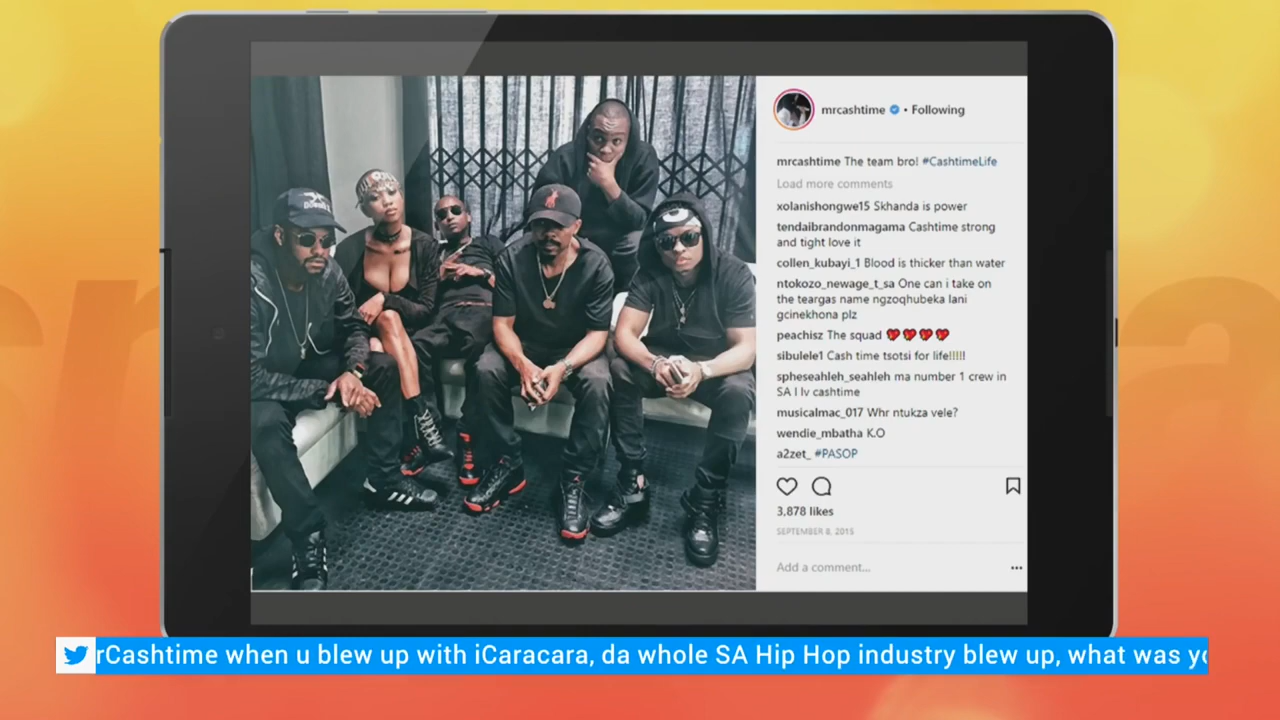 mrcashtime • Following
mrcashtime The team bro! #CashtimeLife
Load more comments
xolanishongwe15 Skhanda is power
tendaibrandonmagama Cashtime strong
and tight love it
collen_kubayi_1 Blood is thicker than water
ntokozo_newage_t_sa One can i take on
the teargas name ngzoqhubeka lani
gcinekhona plz
peachisz The squad
sibulele1 Cash time tsotsi for life!!!!!
spheseahleh_seahleh ma number 1 crew in
SA I lv cashtime
musicalmac_017 Whr ntukza vele?
wendie_mbatha K.O
a2zet_ #PASOP
3,878 likes
SEPTEMBER 8, 2015
Add a comment...
rCashtime when u blew up with iCaracara, da whole SA Hip Hop industry blew up, what was yo